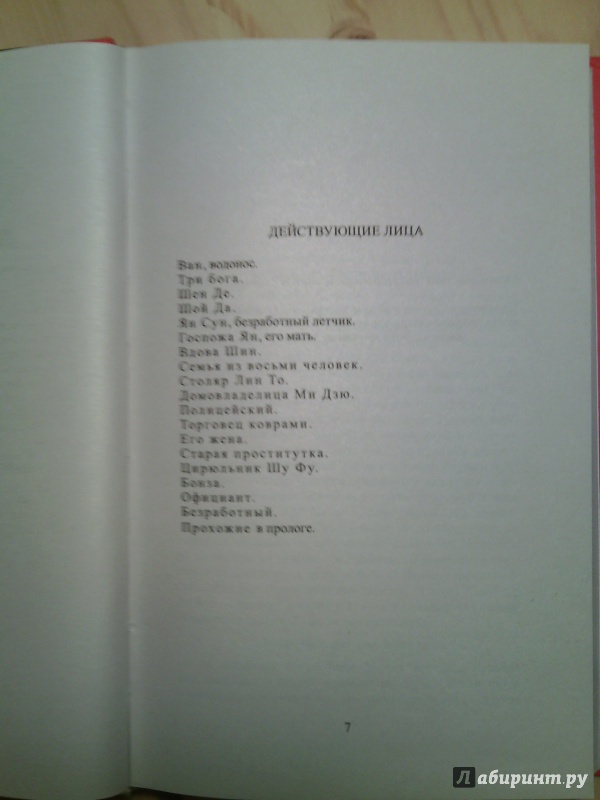 ДЕЙСТВУЮЩИЕ ЛИЦА
Ван, водонос.
Три бога.
Шен Де.
Шой Да.
Ян Сун, безработный летчик.
Госпожа Ян, его мать.
Вдова Шин.
Семья из восьми человек.
Столяр Лин То.
Домовладелица Ми Дзю.
Полицейский.
Торговец коврами.
Его жена.
Старая проститутка.
Цирюльник Шу Фу.
Бонза.
Официант.
Безработный.
Прохожие в прологе.
7
Лабиринт.ру